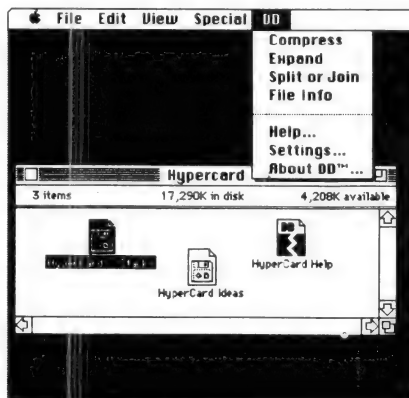 File Edit View Special DD
Compress
Expand
Split or Join
File Info
Help...
Settings...
About DD™...
Hypercard
3 items 17,290K in disk 4,208K available
HyperCard Help
HyperCard Ideas